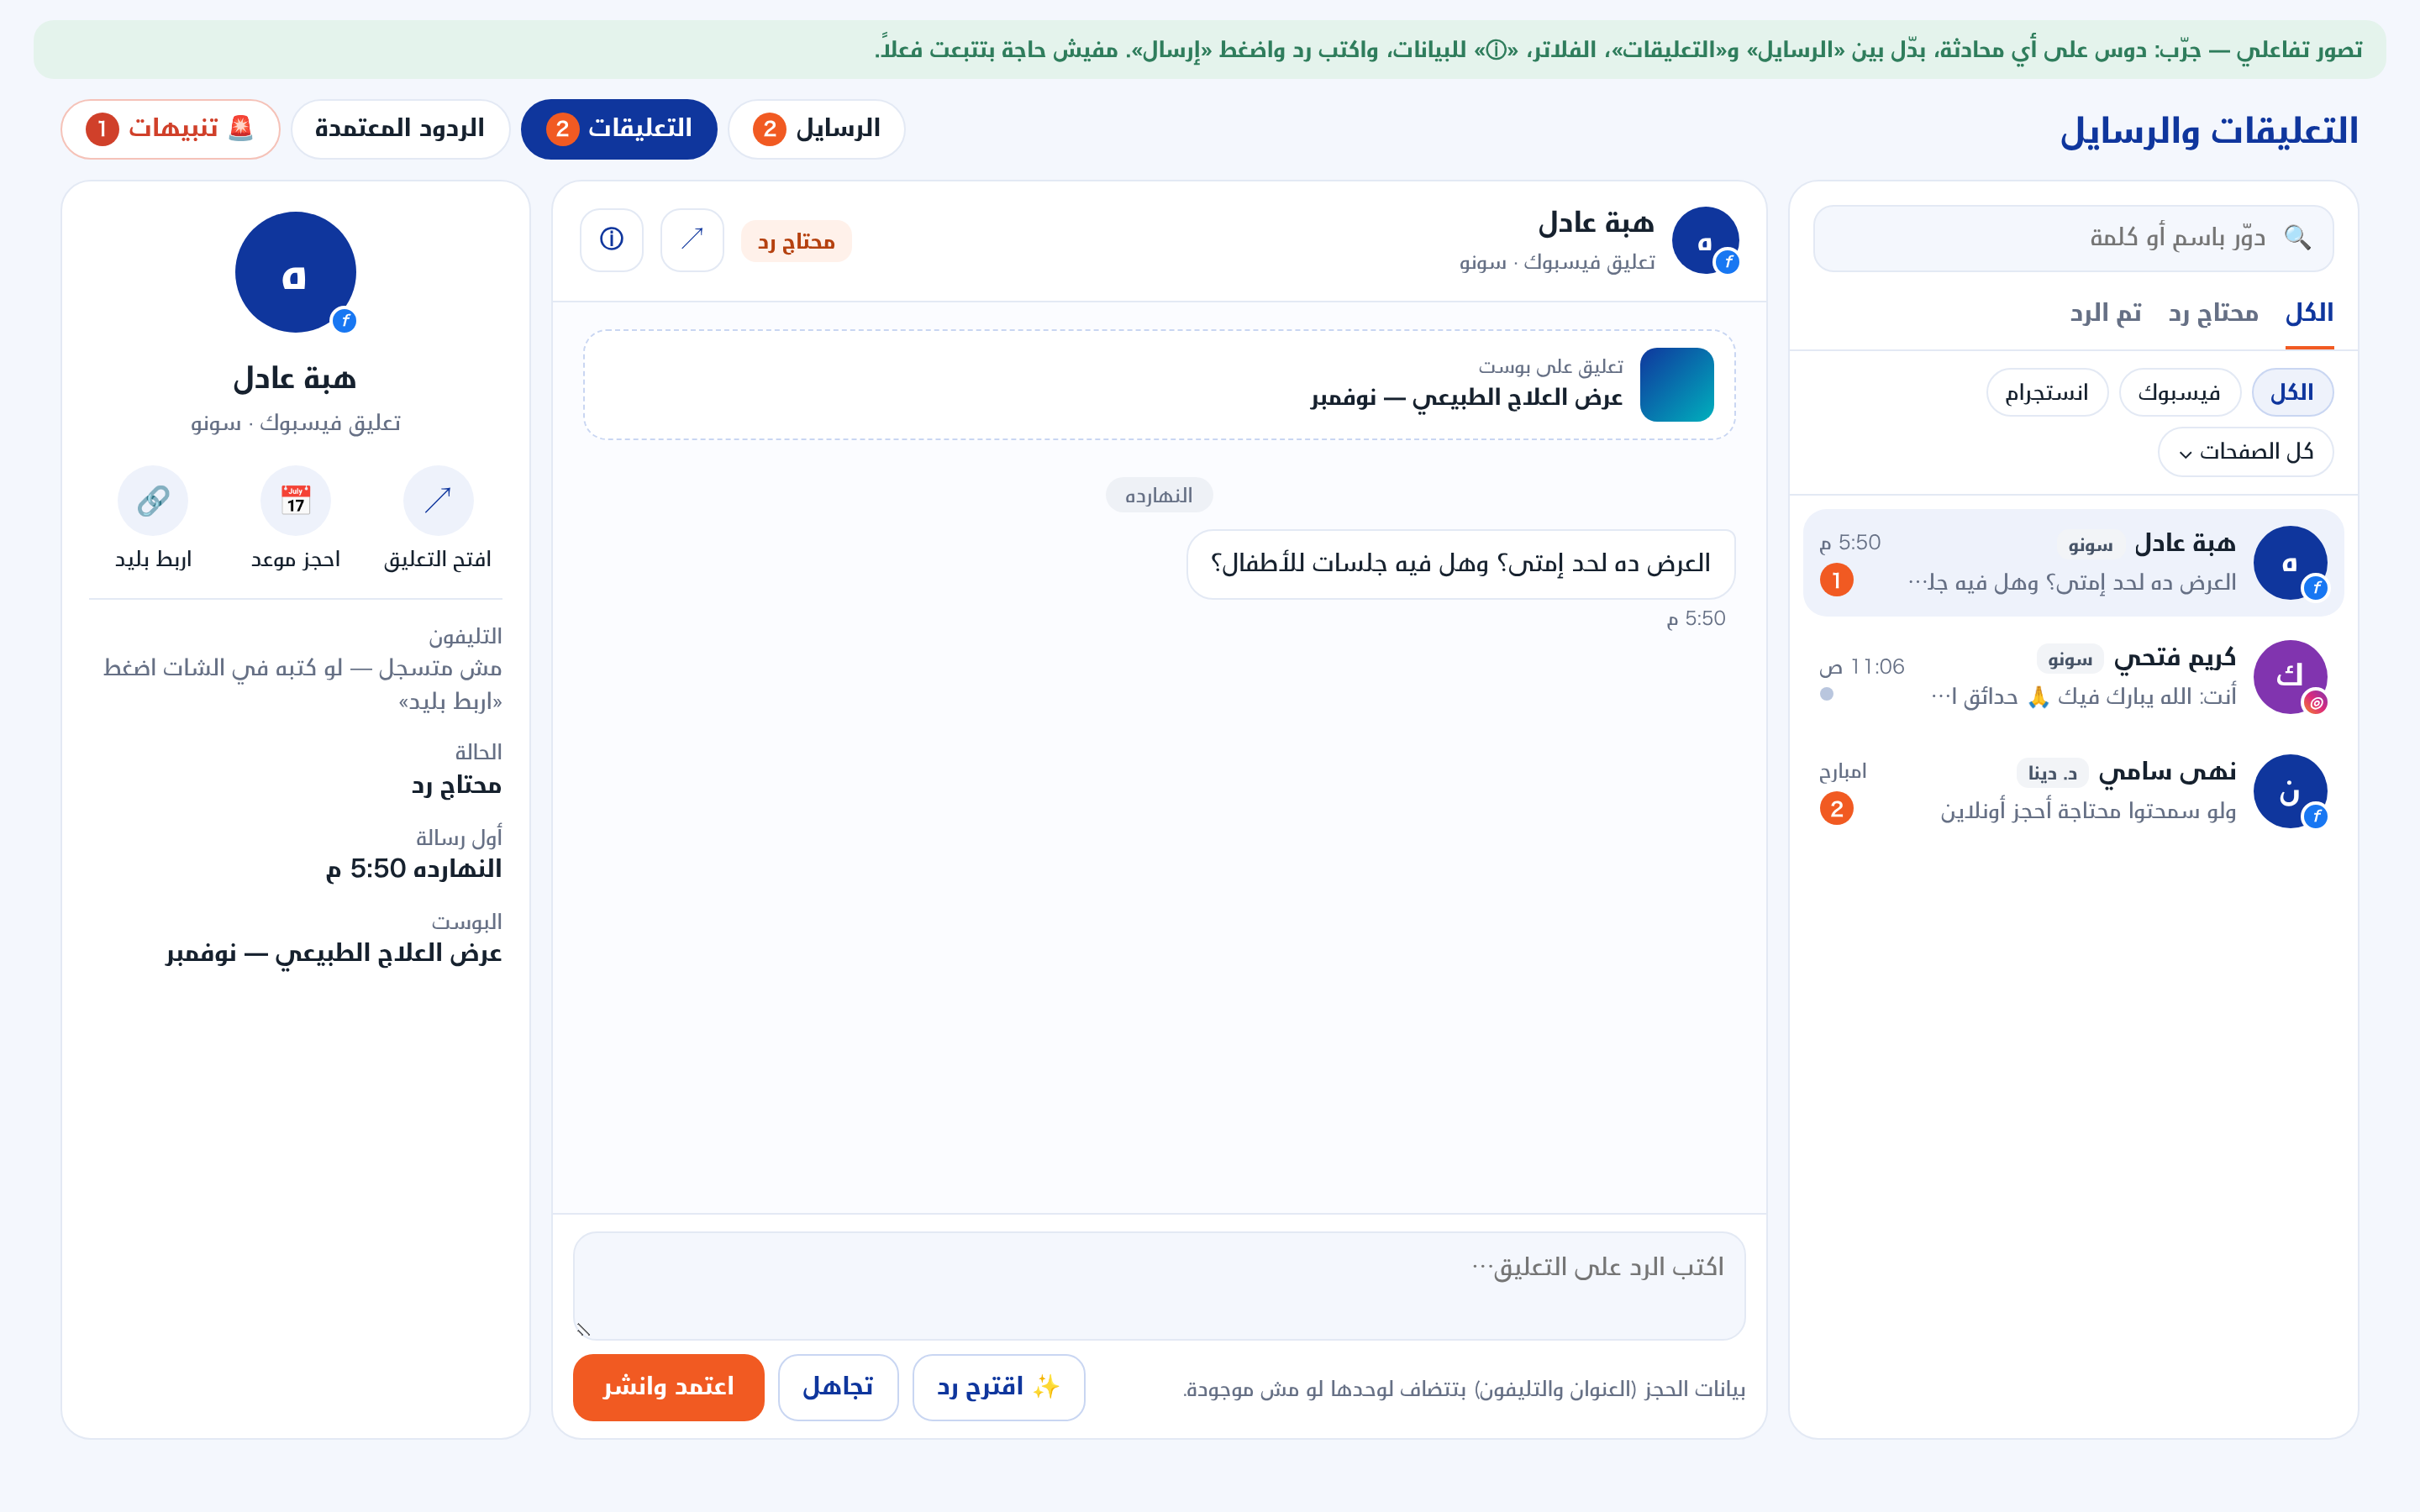 تصور تفاعلي — جرّب: دوس على أي محادثة، بدّل بين «الرسايل» و«التعليقات»، الفلاتر، «ⓘ» للبيانات، واكتب رد واضغط «إرسال». مفيش حاجة بتتبعت فعلاً.
التعليقات والرسايل
الرسايل 2
التعليقات 2
الردود المعتمدة
🚨 تنبيهات 1
🔍 دوّر باسم أو كلمة
الكل محتاج رد تم الرد
الكل فيسبوك انستجرام
كل الصفحات
ه f
هبة عادل سونو 5:50 م
العرض ده لحد إمتى؟ وهل فيه جلـ… 1
ك
كريم فتحي سونو 11:06 ص
أنت: الله يبارك فيك 🙏 حدائق ا…
ن f
نهى سامي د. دينا امبارح
ولو سمحتوا محتاجة أحجز أونلاين 2
ه f
هبة عادل
تعليق فيسبوك · سونو
محتاج رد
↗ ⓘ
تعليق على بوست
عرض العلاج الطبيعي — نوفمبر
النهارده
العرض ده لحد إمتى؟ وهل فيه جلسات للأطفال؟
5:50 م
اكتب الرد على التعليق…
بيانات الحجز (العنوان والتليفون) بتتضاف لوحدها لو مش موجودة.
✨ اقترح رد
تجاهل
اعتمد وانشر
ه f
هبة عادل
تعليق فيسبوك · سونو
↗ 📅 🔗
افتح التعليق احجز موعد اربط بليد
التليفون
مش متسجل — لو كتبه في الشات اضغط
«اربط بليد»
الحالة
محتاج رد
أول رسالة
النهارده 5:50 م
البوست
عرض العلاج الطبيعي — نوفمبر